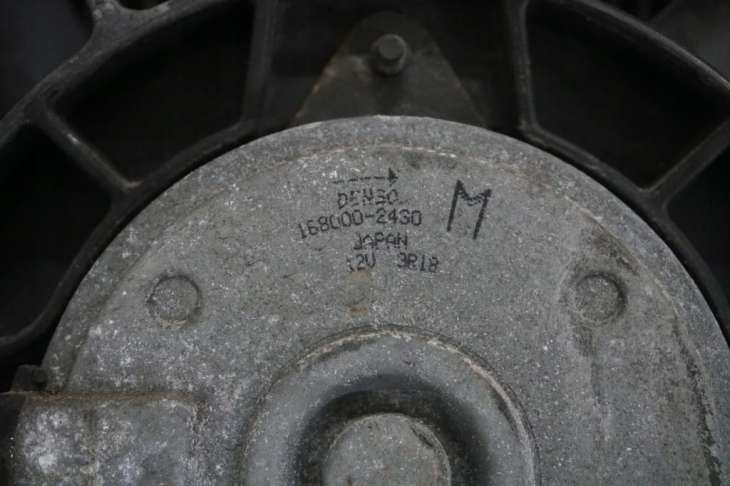 DENSO
168000-2430
M
JAPAN
12V 3R18